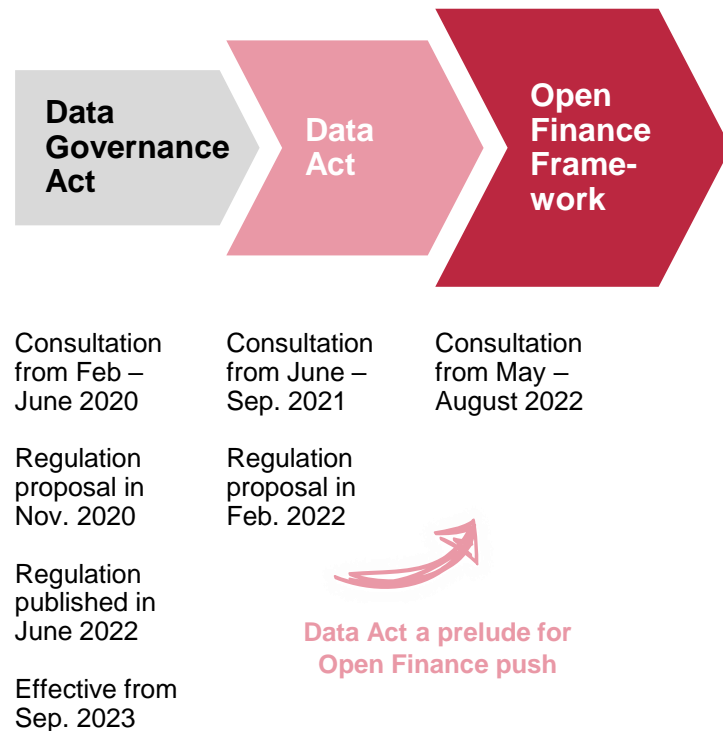 Data
Governance
Act
Data
Act
Open
Finance
Frame-
work
Consultation
from Feb –
June 2020
Regulation
proposal in
Nov. 2020
Regulation
published in
June 2022
Effective from
Sep. 2023
Consultation
from June –
Sep. 2021
Regulation
proposal in
Feb. 2022
Consultation
from May –
August 2022
Data Act a prelude for
Open Finance push